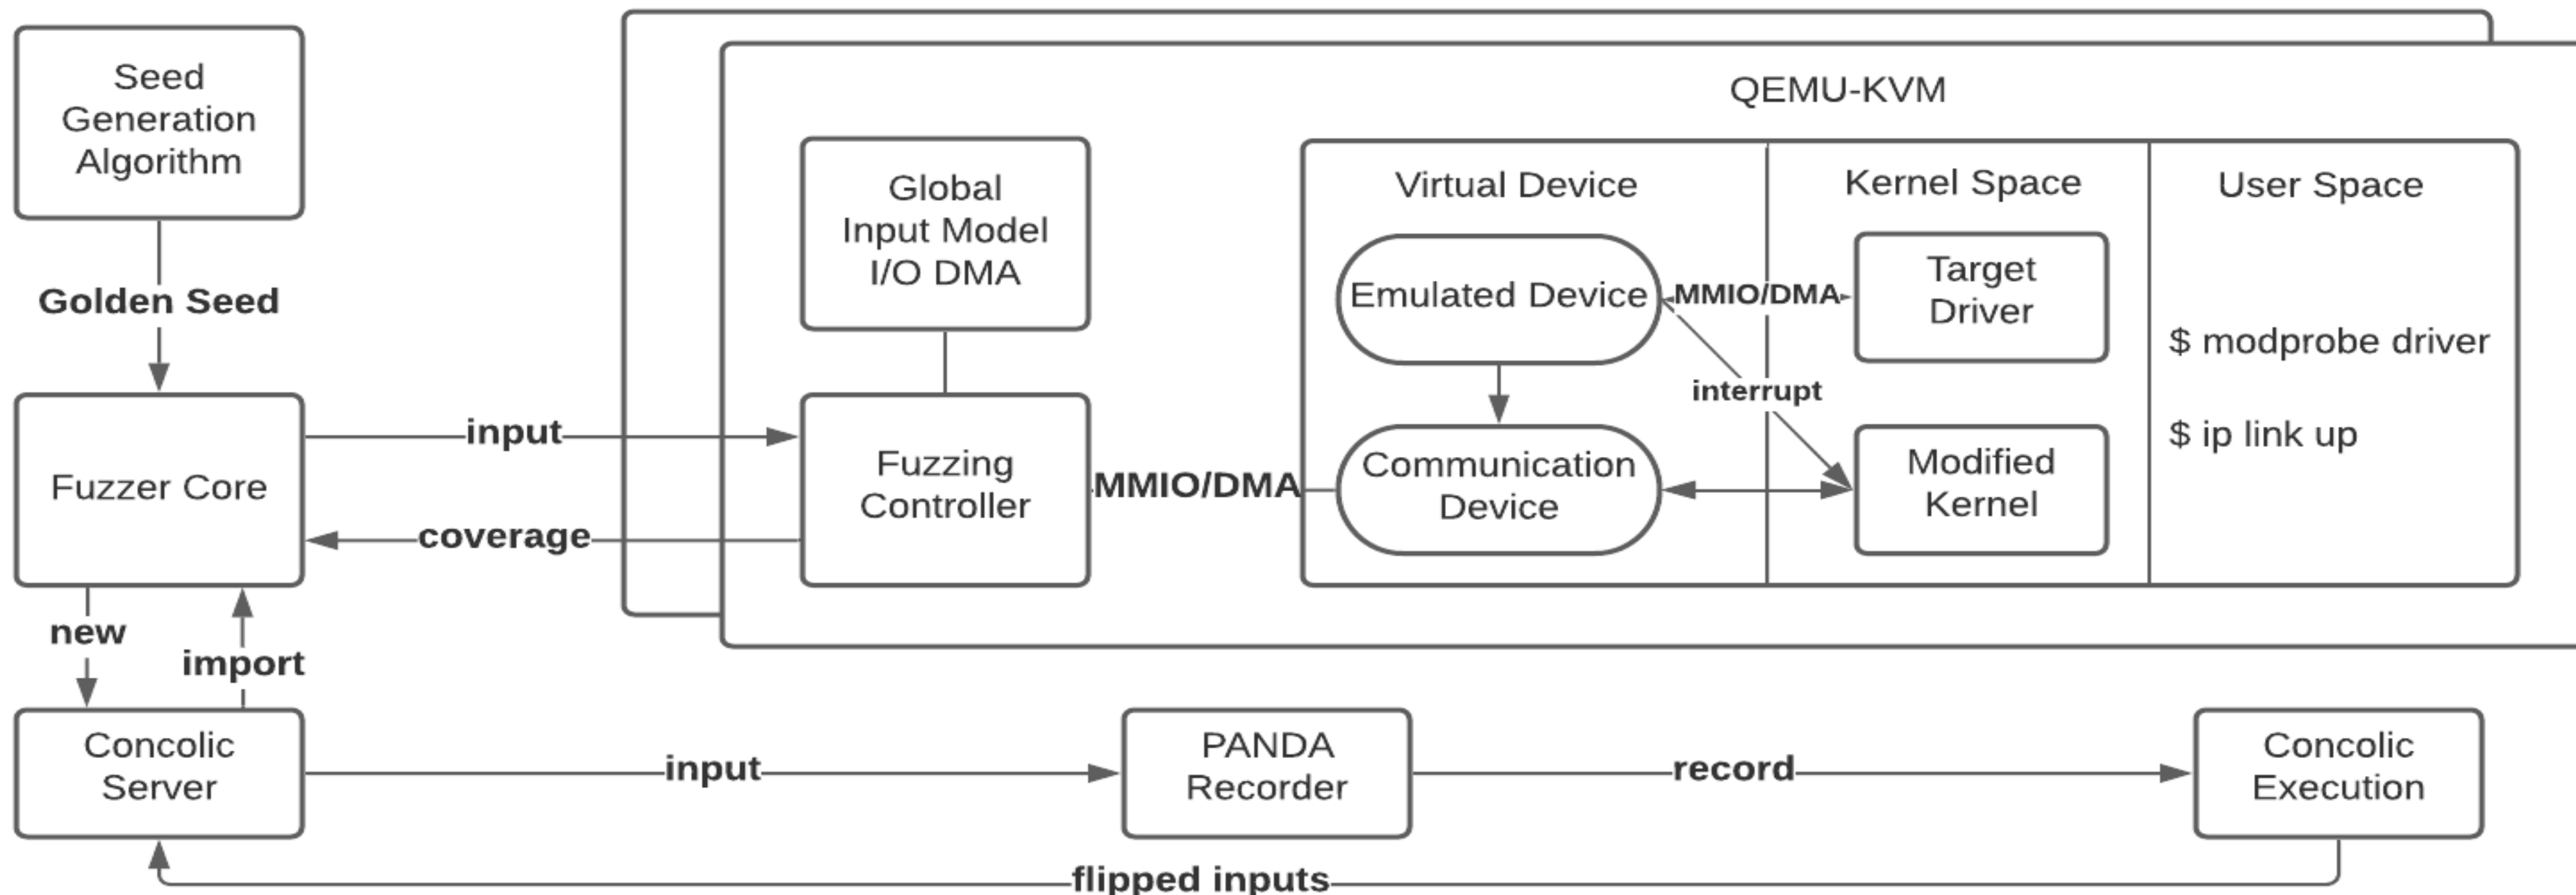 QEMU-KVM
Seed
Generation
Algorithm
Golden Seed
Fuzzer Core
input
coverage
new
import
Global
Input Model
I/O DMA
Fuzzing
Controller
MMIO/DMA
Virtual Device
Emulated Device
Communication
Device
MMIO/DMA
interrupt
Kernel Space
Target
Driver
Modified
Kernel
User Space
$ modprobe driver
$ ip link up
Concolic
Server
input
PANDA
Recorder
record
Concolic
Execution
flipped inputs